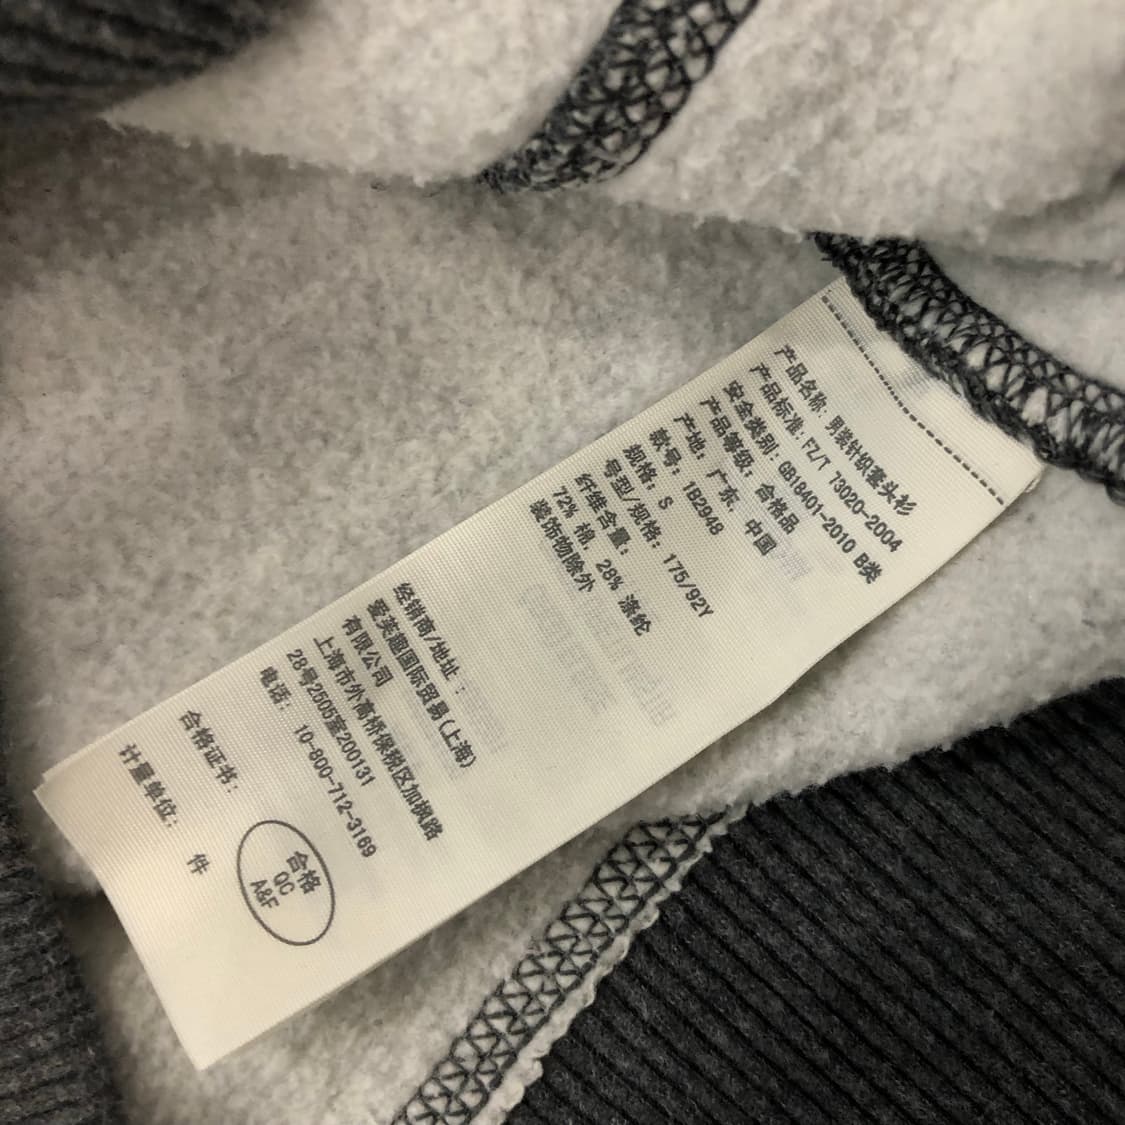 产品名称: 男装针织套头衫
产品标准: FZ/T 73020-2004
安全类别: GB18401-2010 B类
产品等级: 合格品
产地: 广东, 中国
款号: 1B2948
规格: S
号型/规格: 175/92Y
纤维含量:
72% 棉, 28% 涤纶
装饰物除外
经销商/地址:
爱芙趣国际贸易(上海)
有限公司
上海市外高桥保税区加枫路
28号2505室200131
电话: 10-800-712-3169
合格证书:
合格
QC
A&F
计量单位: 件